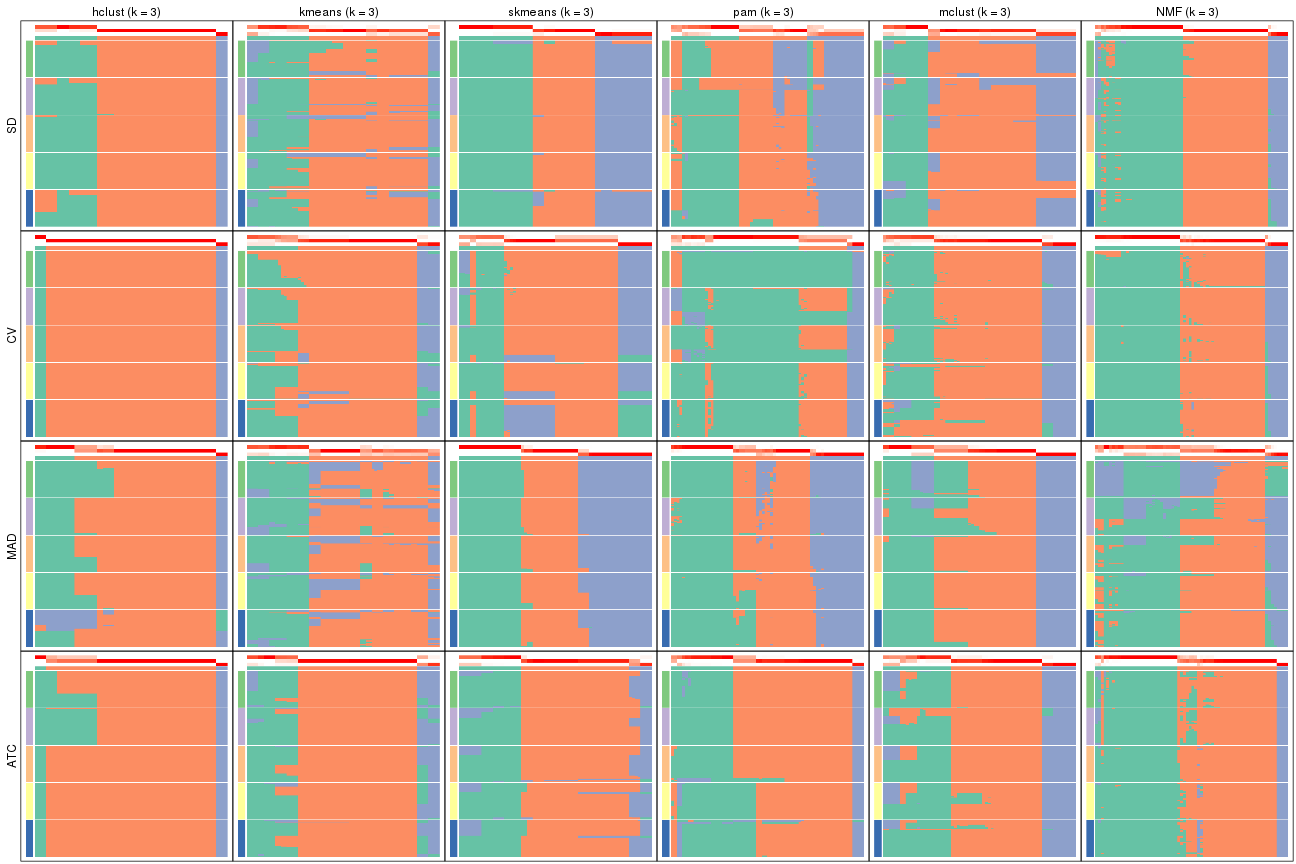 hclust (k = 3) kmeans (k = 3) skmeans (k = 3) pam (k = 3) mclust (k = 3) NMF (k = 3)
SD
CV
MAD
ATC